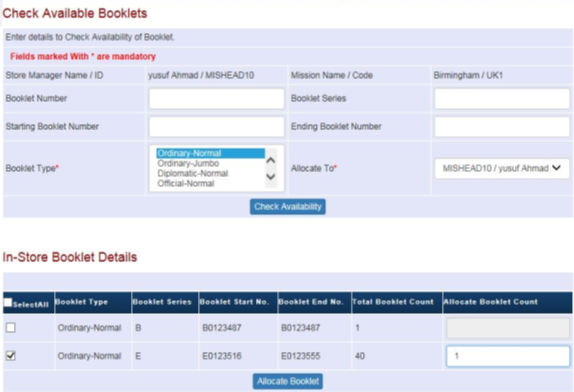 Check Available Booklets
Enter details to Check Availability of Booklet.
Fields marked With * are mandatory
Store Manager Name / ID yusuf Ahmad / MISHEAD10 Mission Name / Code Birmingham / UK1
Booklet Number Booklet Series
Starting Booklet Number Ending Booklet Number
Booklet Type* Ordinary-Normal Allocate To* MISHEAD10 / yusuf Ahmad
Ordinary-Jumbo
Diplomatic-Normal
Official-Normal
Check Availability
In-Store Booklet Details
SelectAll Booklet Type Booklet Series Booklet Start No. Booklet End No. Total Booklet Count Allocate Booklet Count
Ordinary-Normal B B0123487 B0123487 1
Ordinary-Normal E E0123516 E0123555 40 1
Allocate Booklet